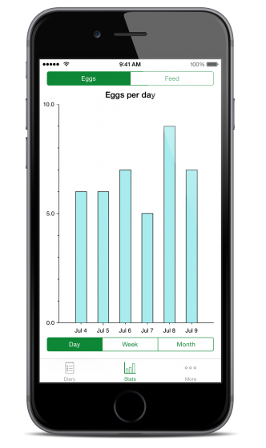 9:41 AM 100%
Eggs Feed
Eggs per day
10.0
5.0
0.0
Jul 4 Jul 5 Jul 6 Jul 7 Jul 8 Jul 9
Day Week Month
Diary Stats More